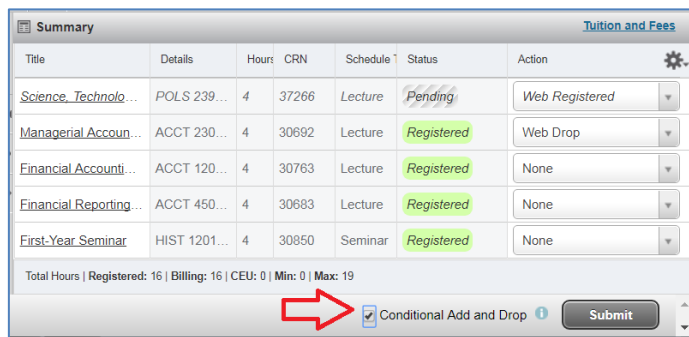 Summary Tuition and Fees
Title Details Hours CRN Schedule T Status Action
Science, Technolo... POLS 239... 4 37266 Lecture Pending Web Registered
Managerial Accoun... ACCT 230... 4 30692 Lecture Registered Web Drop
Financial Accounti... ACCT 120... 4 30763 Lecture Registered None
Financial Reporting... ACCT 450... 4 30683 Lecture Registered None
First-Year Seminar HIST 1201... 4 30850 Seminar Registered None
Total Hours | Registered: 16 | Billing: 16 | CEU: 0 | Min: 0 | Max: 19
Conditional Add and Drop Submit